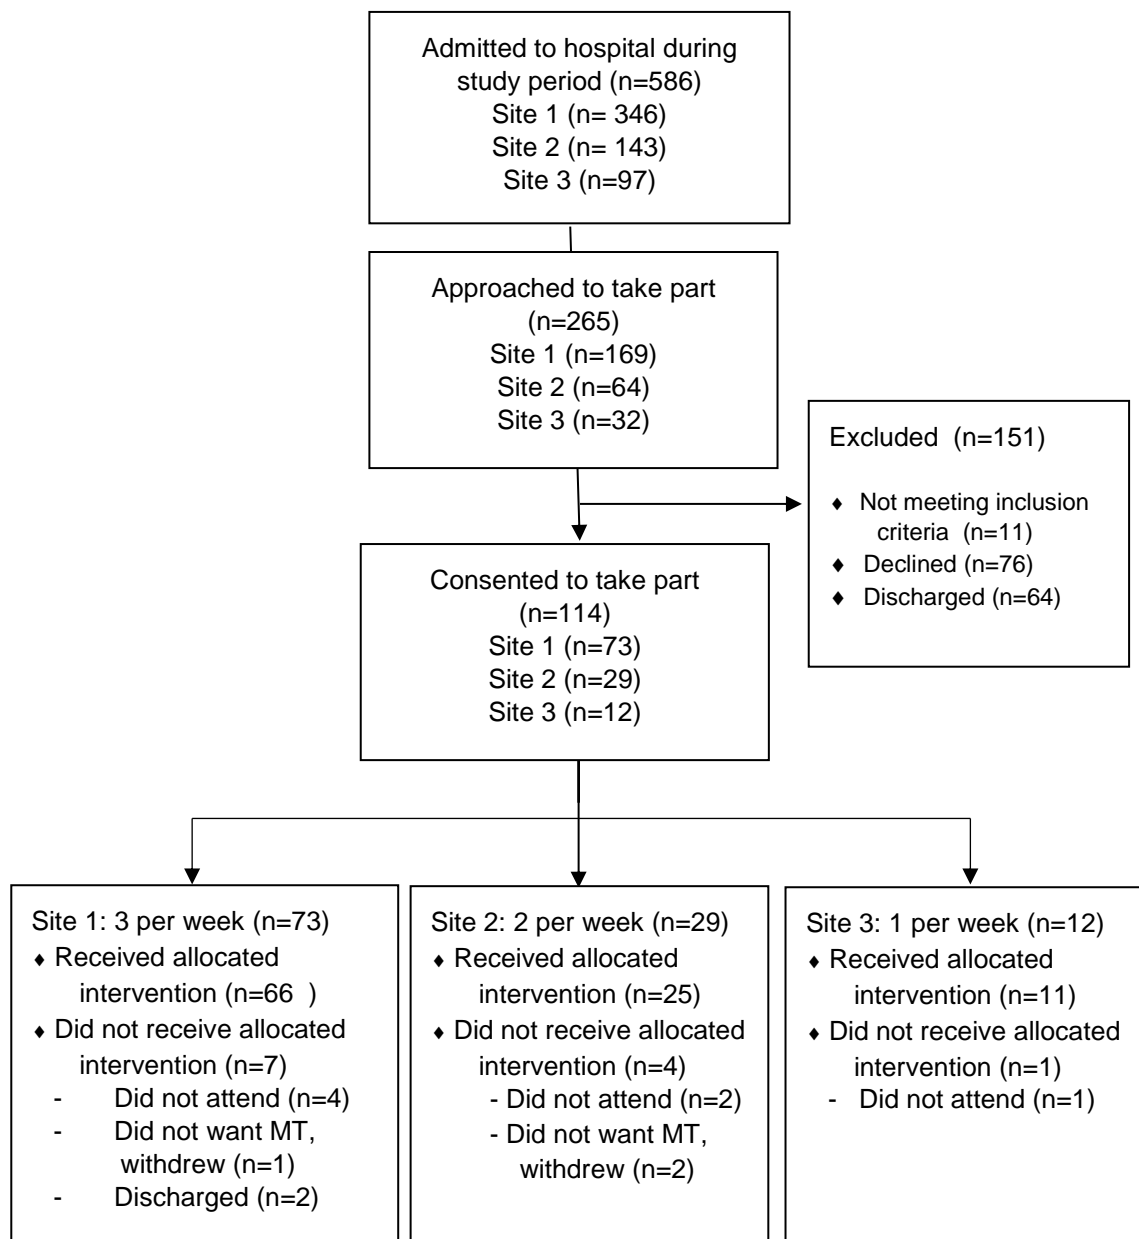 Admitted to hospital during
study period (n=586)
Site 1 (n= 346)
Site 2 (n= 143)
Site 3 (n=97)
Approached to take part
(n=265)
Site 1 (n=169)
Site 2 (n=64)
Site 3 (n=32)
Excluded (n=151)
♦ Not meeting inclusion
criteria (n=11)
♦ Declined (n=76)
♦ Discharged (n=64)
Consented to take part
(n=114)
Site 1 (n=73)
Site 2 (n=29)
Site 3 (n=12)
Site 1: 3 per week (n=73)
♦ Received allocated
intervention (n=66 )
♦ Did not receive allocated
intervention (n=7)
- Did not attend (n=4)
- Did not want MT,
withdrew (n=1)
- Discharged (n=2)
Site 2: 2 per week (n=29)
♦ Received allocated
intervention (n=25)
♦ Did not receive allocated
intervention (n=4)
- Did not attend (n=2)
- Did not want MT,
withdrew (n=2)
Site 3: 1 per week (n=12)
♦ Received allocated
intervention (n=11)
♦ Did not receive allocated
intervention (n=1)
- Did not attend (n=1)